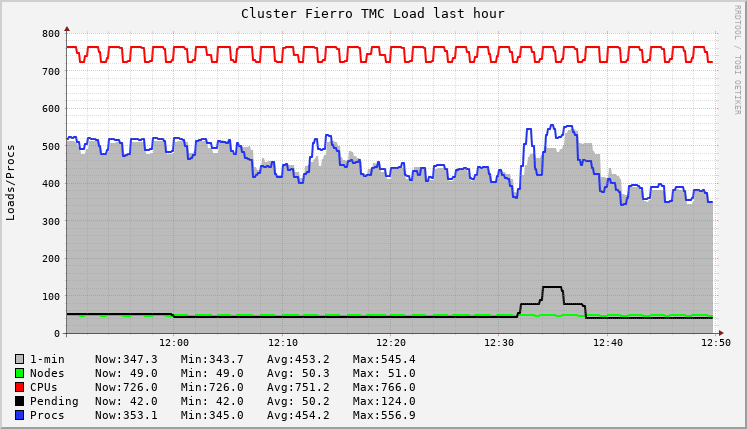 Cluster Fierro TMC Load last hour
RRDTOOL / TOBI OETIKER
Loads/Procs
800
700
600
500
400
300
200
100
0
12:00 12:10 12:20 12:30 12:40 12:50
1-min Now:347.3 Min:343.7 Avg:453.2 Max:545.4
Nodes Now: 49.0 Min: 49.0 Avg: 50.3 Max: 51.0
CPUs Now:726.0 Min:726.0 Avg:751.2 Max:766.0
Pending Now: 42.0 Min: 42.0 Avg: 50.2 Max:124.0
Procs Now:353.1 Min:345.0 Avg:454.2 Max:556.9